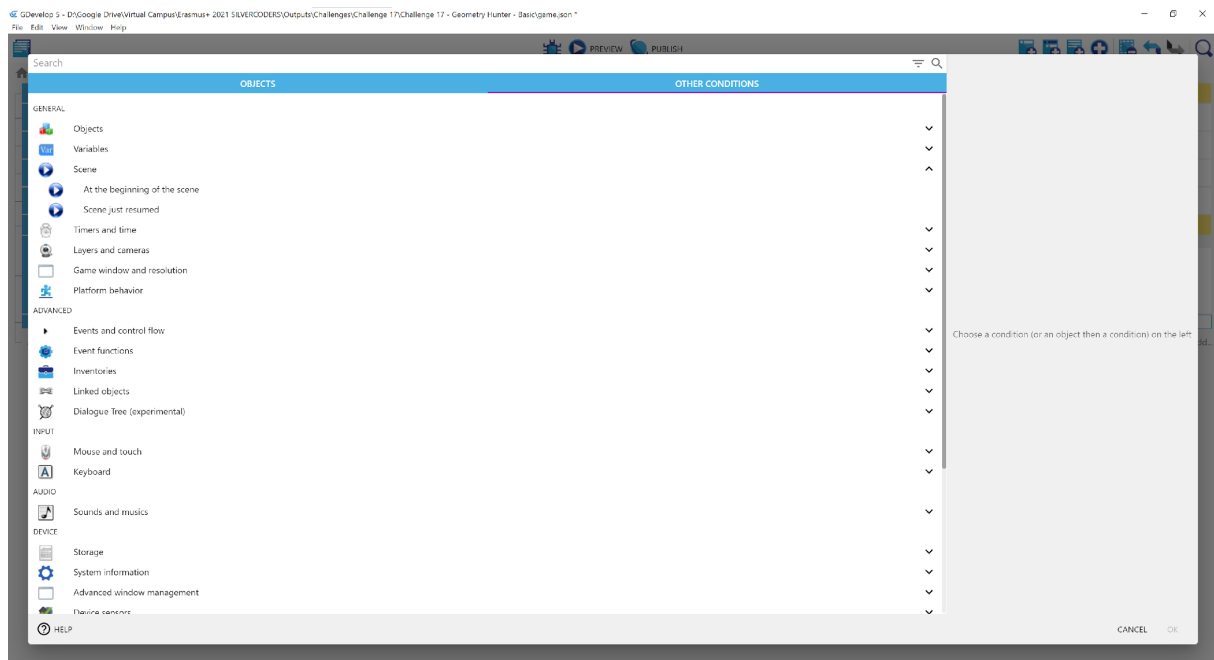 GDevelop 5 - D:\Google Drive\Virtual Campus\Erasmus+ 2021 SILVERCODERS\Outputs\Challenges\Challenge 17\Challenge 17 - Geometry Hunter - Basic\game.json *
File Edit View Window Help
PREVIEW PUBLISH
Search
OBJECTS OTHER CONDITIONS
GENERAL
Objects
Var Variables
Scene
At the beginning of the scene
Scene just resumed
Timers and time
Layers and cameras
Game window and resolution
Platform behavior
ADVANCED
Choose a condition (or an object then a condition) on the left
Events and control flow
Event functions
Inventories
Linked objects
Dialogue Tree (experimental)
INPUT
Mouse and touch
A Keyboard
AUDIO
Sounds and musics
DEVICE
Storage
System information
Advanced window management
Device sensors
? HELP CANCEL OK